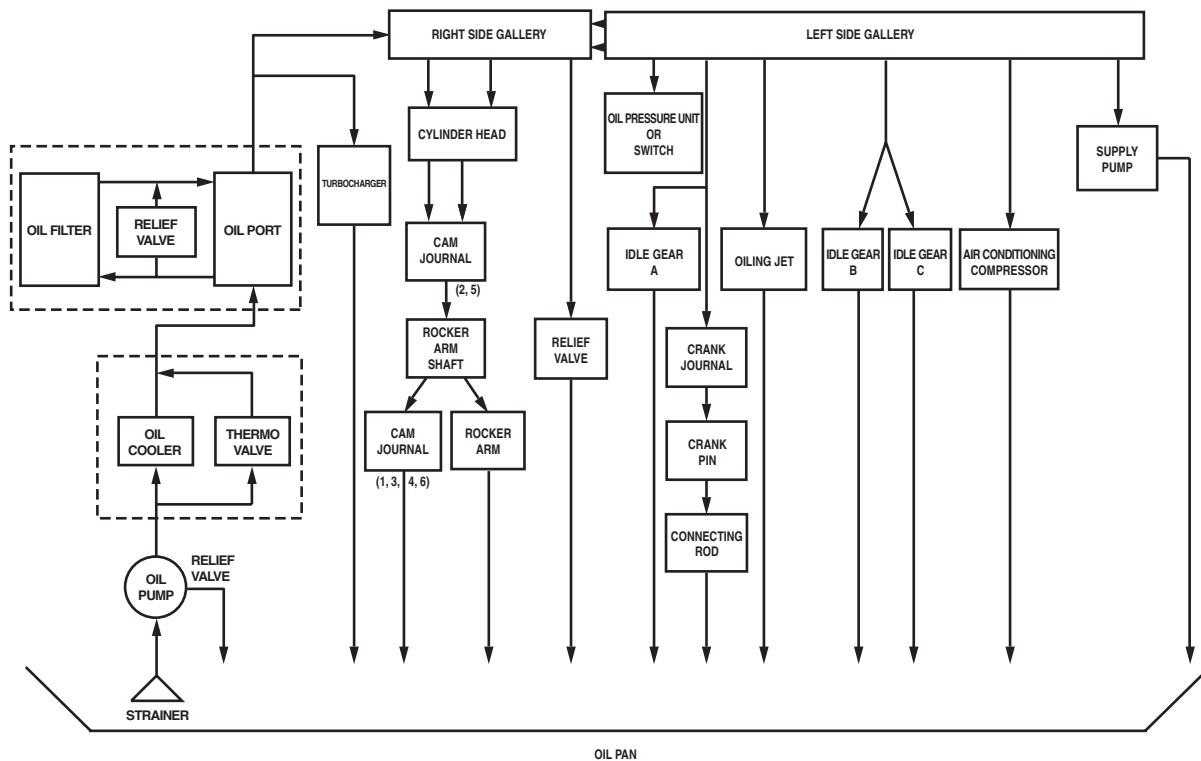 RIGHT SIDE GALLERY
LEFT SIDE GALLERY
CYLINDER HEAD
OIL PRESSURE UNIT
OR
SWITCH
SUPPLY
PUMP
TURBOCHARGER
OIL FILTER
RELIEF
VALVE
OIL PORT
CAM
JOURNAL
(2, 5)
IDLE GEAR
A
OILING JET
IDLE GEAR
B
IDLE GEAR
C
AIR CONDITIONING
COMPRESSOR
ROCKER
ARM
SHAFT
RELIEF
VALVE
CRANK
JOURNAL
OIL
COOLER
THERMO
VALVE
CAM
JOURNAL
(1, 3, 4, 6)
ROCKER
ARM
CRANK
PIN
CONNECTING
ROD
OIL
PUMP
RELIEF
VALVE
STRAINER
OIL PAN